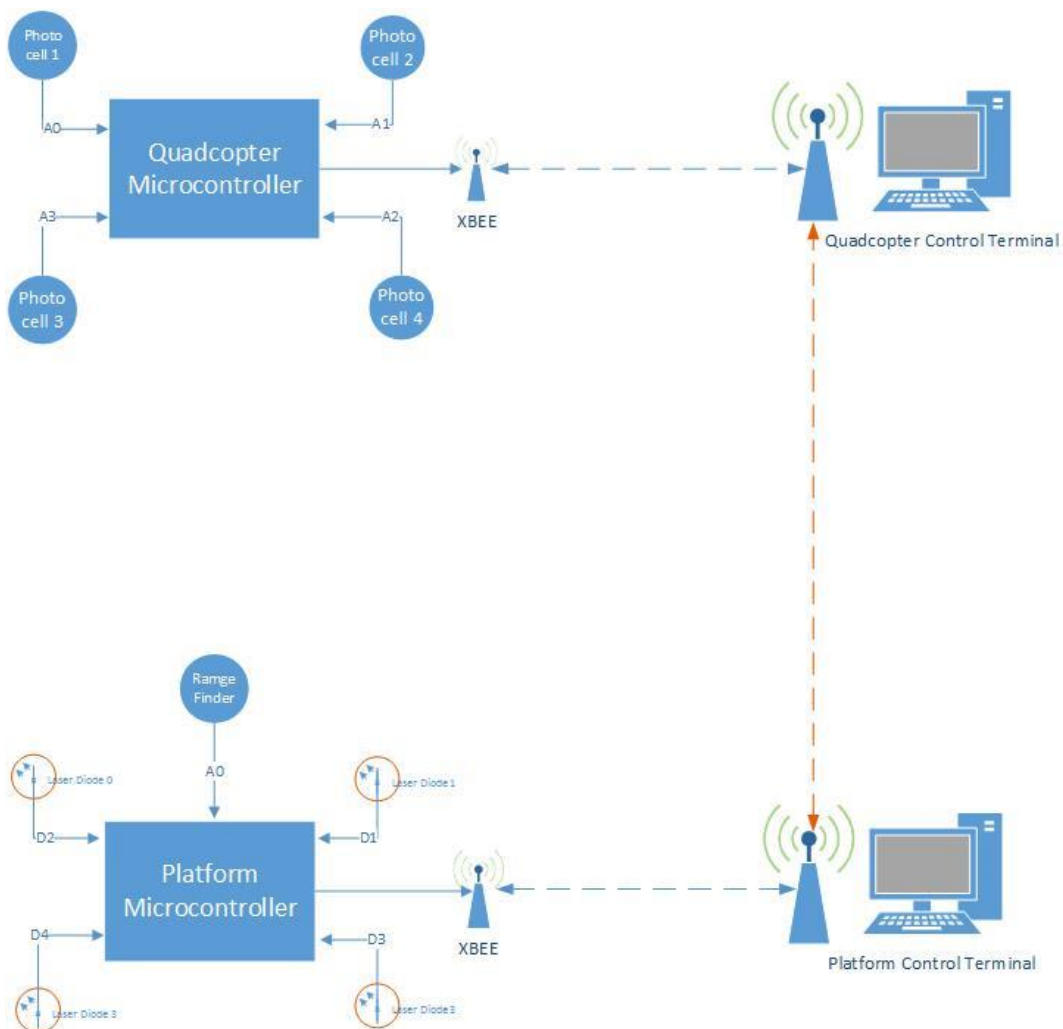 Photo
cell 1
Photo
cell 2
A0
A1
Quadcopter
Microcontroller
XBEE
A3
A2
Photo
cell 3
Photo
cell 4
Quadcopter Control Terminal
Ramge
Finder
A0
Laser Diode 0
Laser Diode 1
D2
D1
Platform
Microcontroller
XBEE
D4
D3
Laser Diode 3
Laser Diode 3
Platform Control Terminal